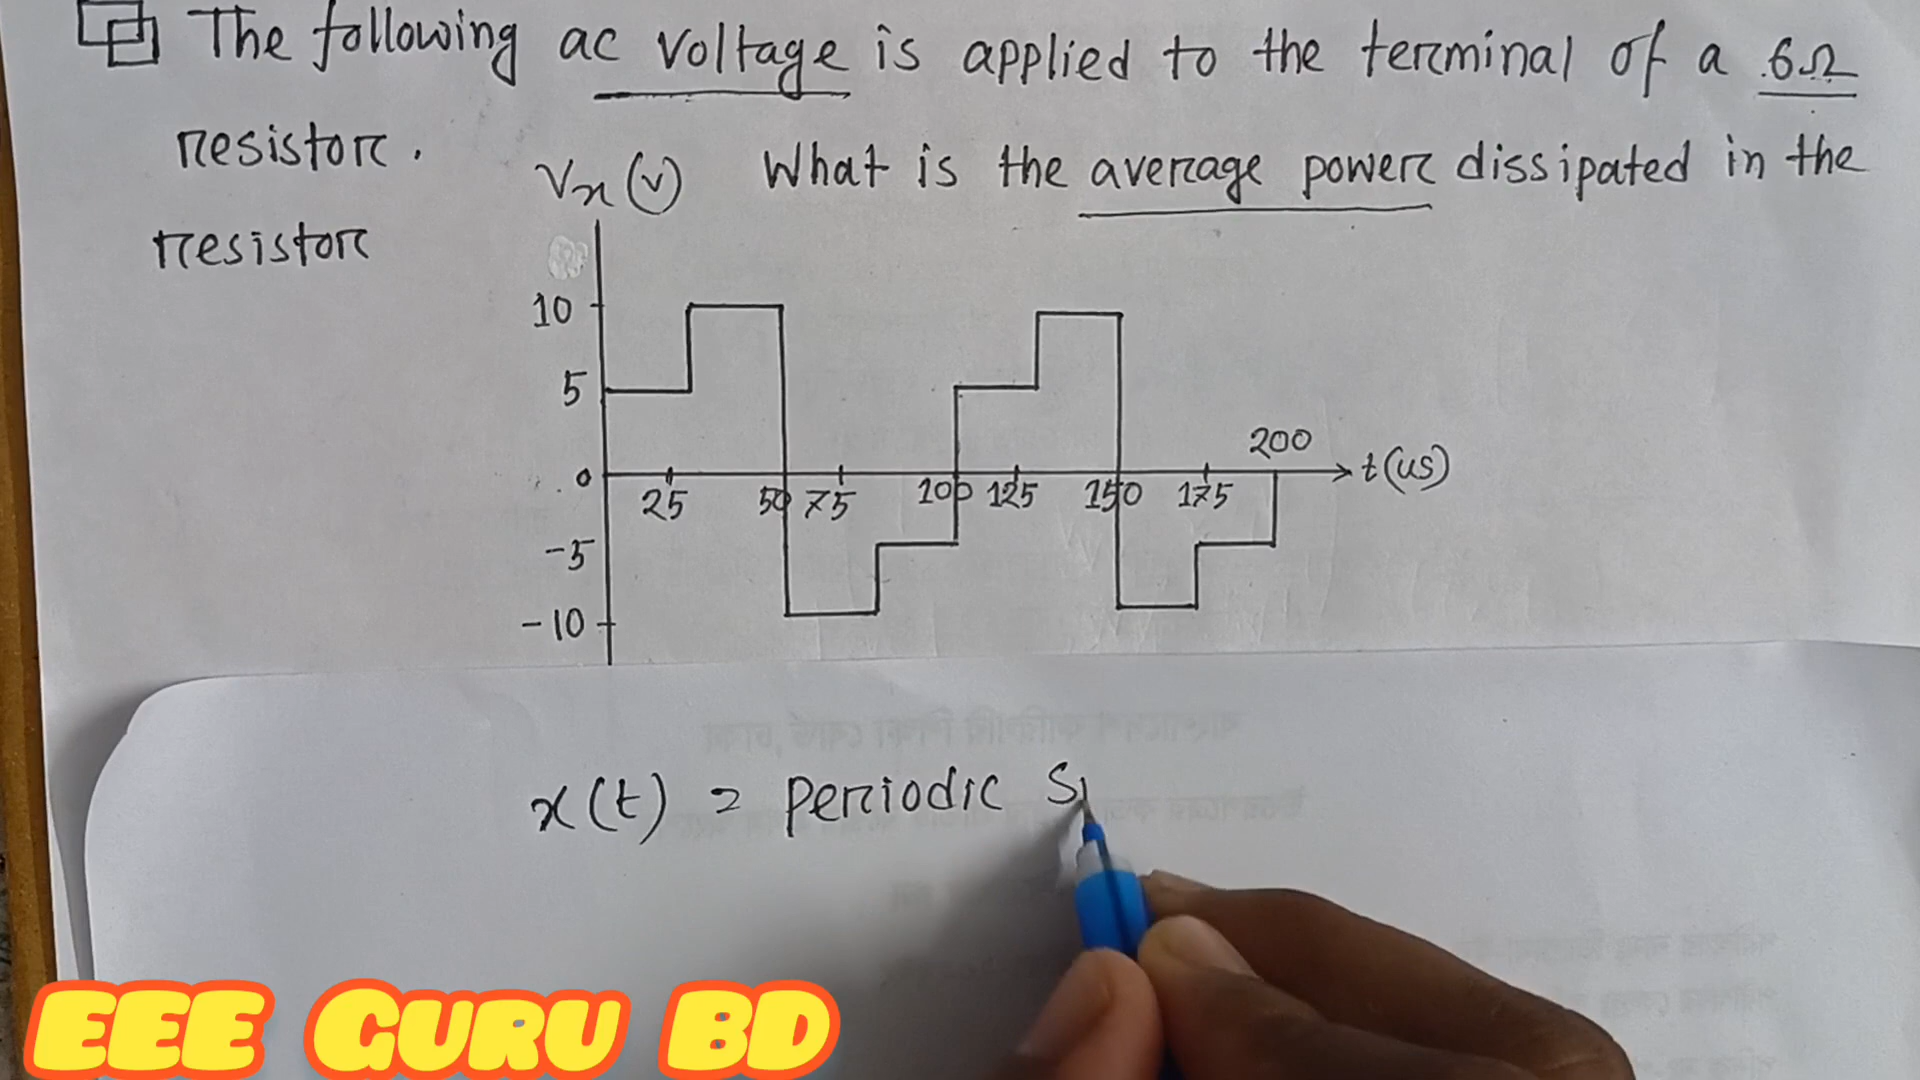 The following ac voltage is applied to the terminal of a 6Ω
resistor. What is the average power dissipated in the
resistor
Vx (v)
10
5
0
-5
-10
25 50 75 100 125 150 175 200 t(us)
x(t) = periodic S
EEE GURU BD